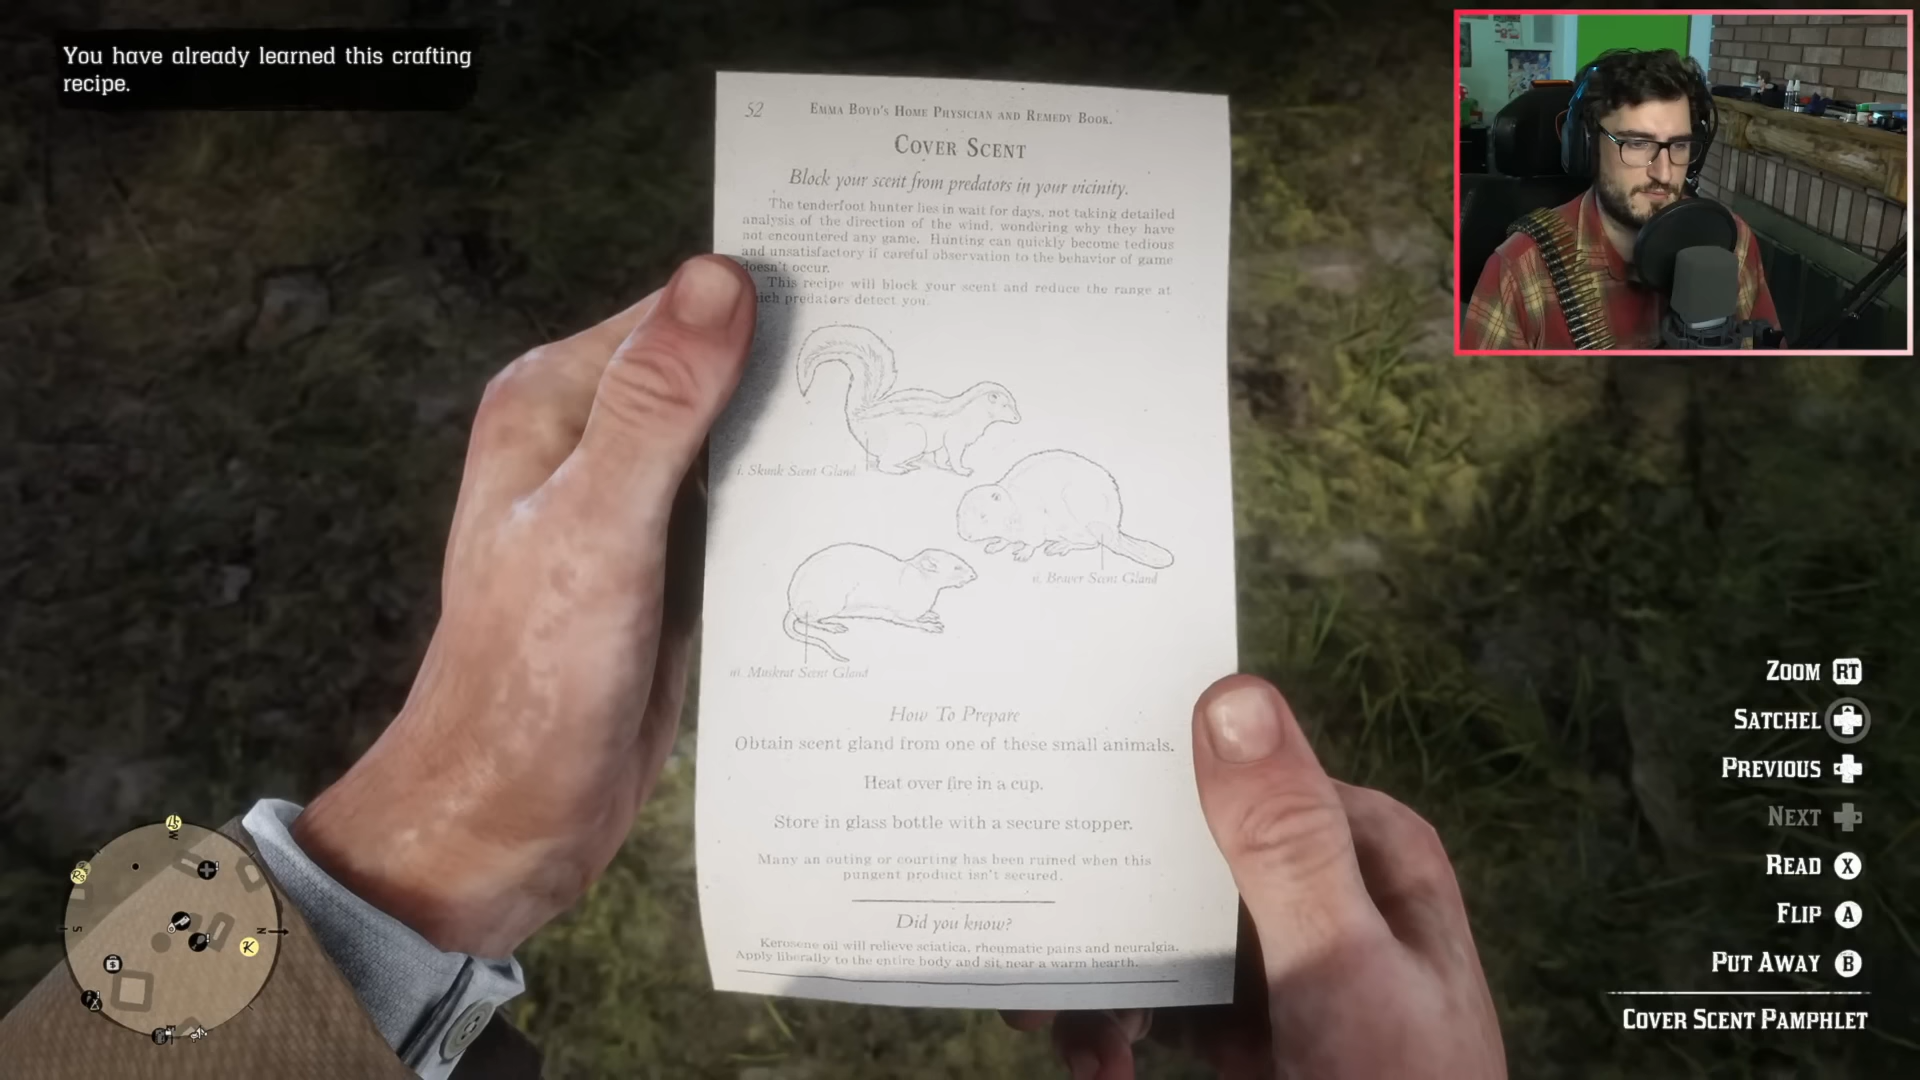 You have already learned this crafting
recipe.
52
EMMA BOYD'S HOME PHYSICIAN AND REMEDY BOOK.
COVER SCENT
Block your scent from predators in your vicinity.
The tenderfoot hunter lies in wait for days, not taking detailed
analysis of the direction of the wind, wondering why they have
not encountered any game. Hunting can quickly become tedious
and unsatisfactory if careful observation to the behavior of game
doesn't occur.
This recipe will block your scent and reduce the range at
predators detect you.
i. Skunk Scent Gland
ii. Beaver Scent Gland
iii. Muskrat Scent Gland
How To Prepare
Obtain scent gland from one of these small animals.
Heat over fire in a cup.
Store in glass bottle with a secure stopper.
Many an outing or courting has been ruined when this
pungent product isn't secured.
Did you know?
Kerosene oil will relieve sciatica, rheumatic pains and neuralgia.
Apply liberally to the entire body and sit near a warm hearth.
ZOOM RT
SATCHEL
PREVIOUS
NEXT
READ X
FLIP A
PUT AWAY B
COVER SCENT PAMPHLET
K
S
N